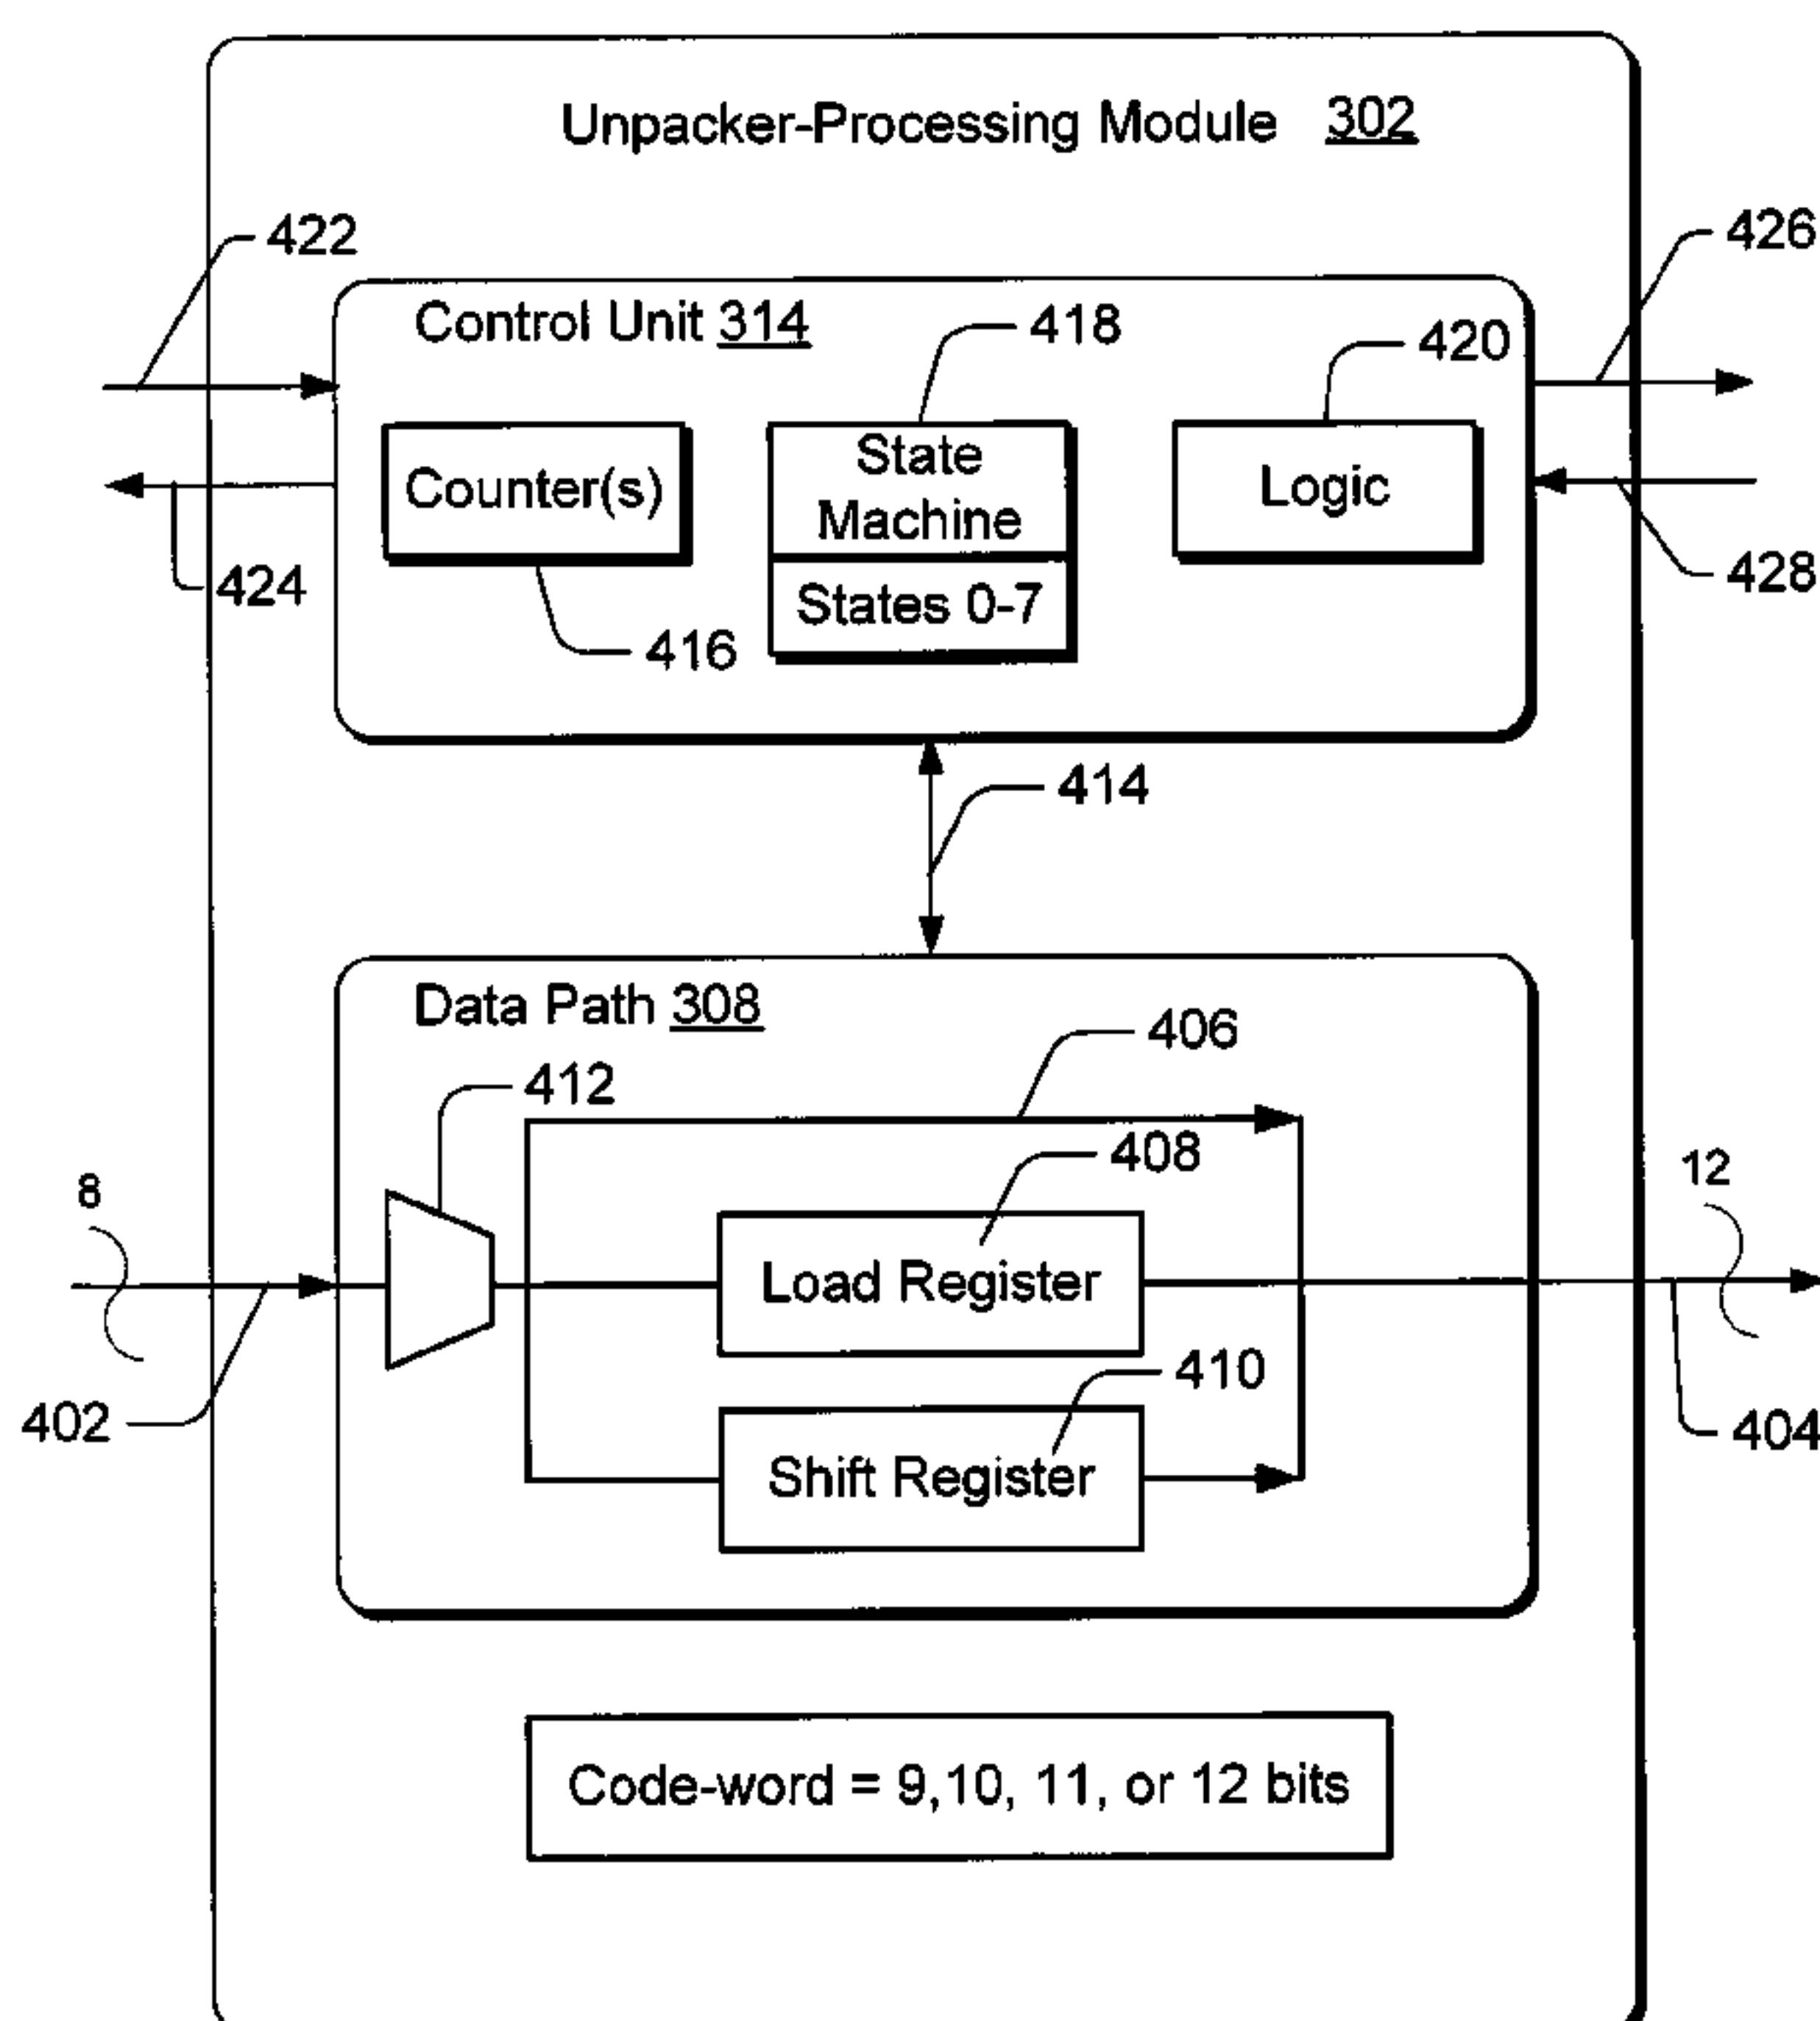 Unpacker-Processing Module 302
422
426
Control Unit 314
418
420
Counter(s)
State
Machine
States 0-7
Logic
424
416
428
414
Data Path 308
406
412
408
8
12
Load Register
402
410
404
Shift Register
Code-word = 9,10, 11, or 12 bits